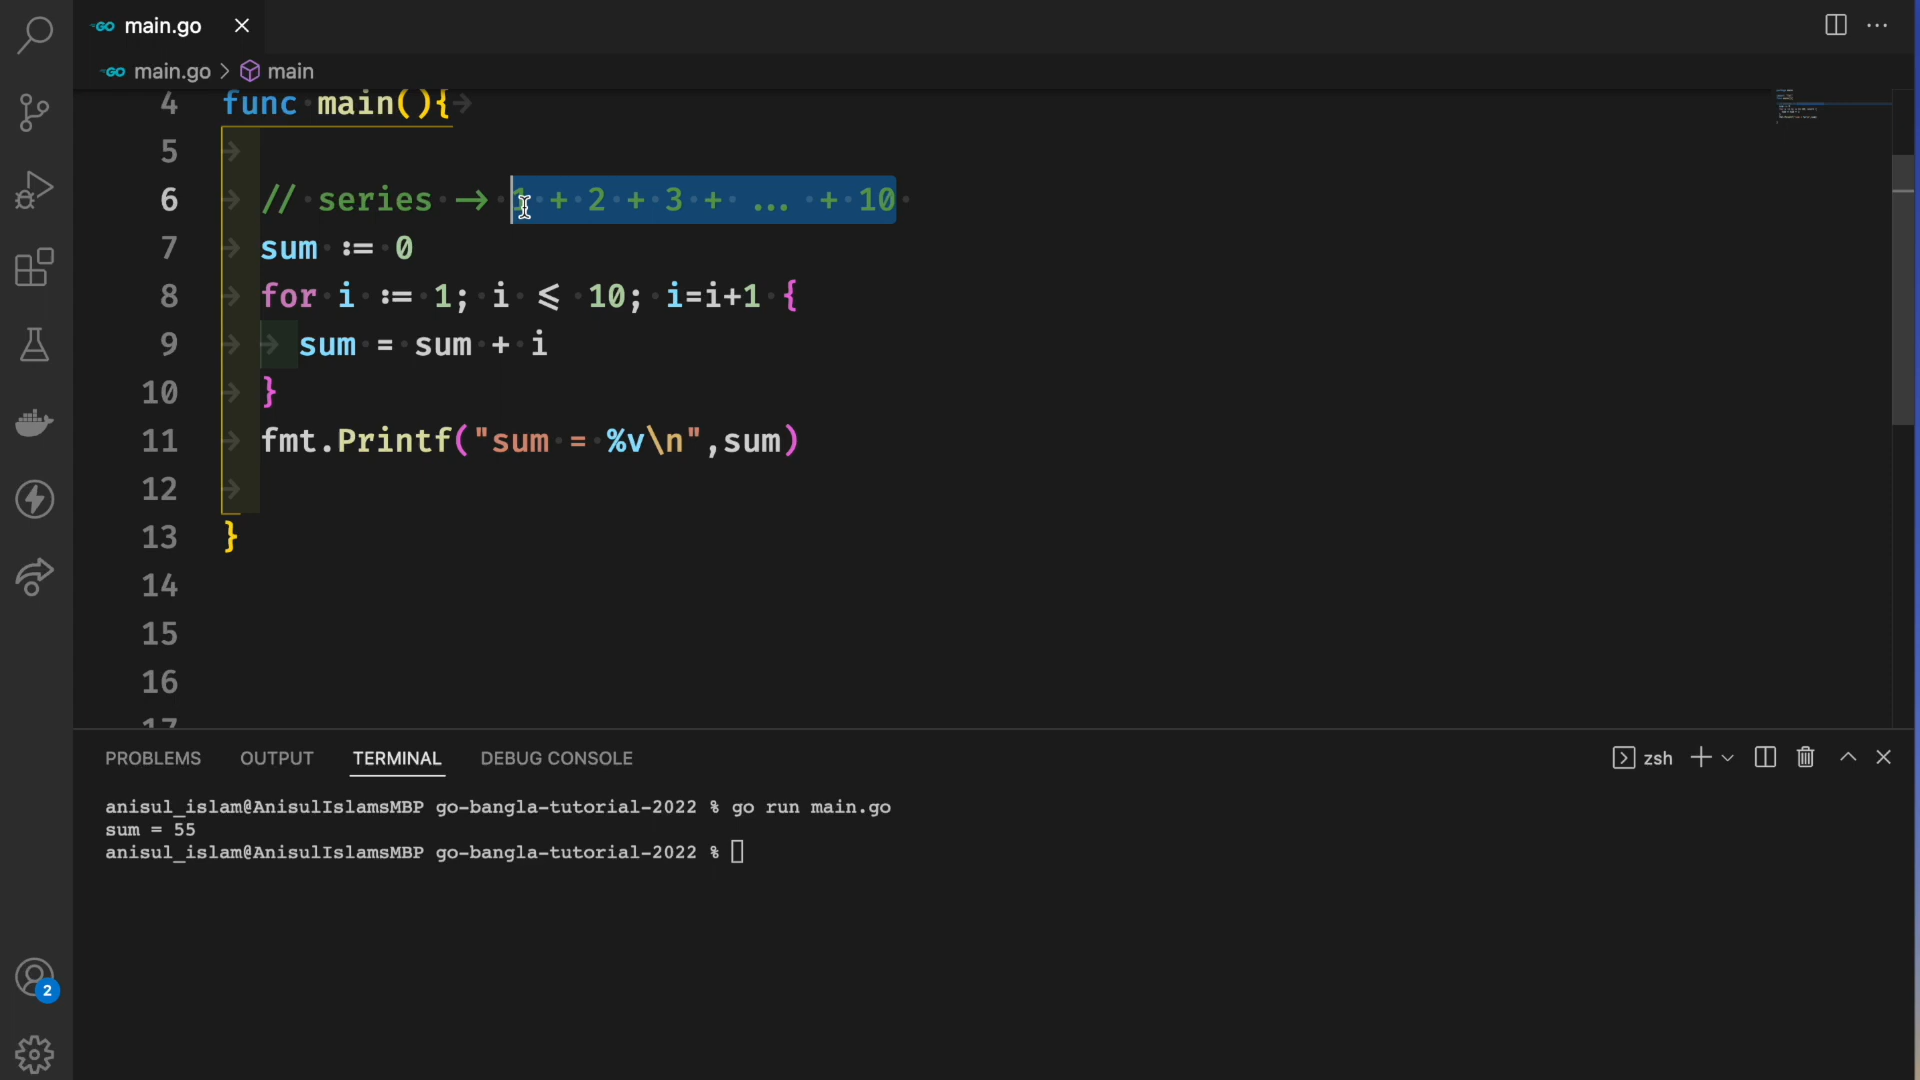 GO main.go
GO main.go > main
4 func main(){
5
6 // series -> 1 + 2 + 3 + ... + 10
7 sum := 0
8 for i := 1; i <= 10; i=i+1 {
9 sum = sum + i
10 }
11 fmt.Printf("sum = %v\n",sum)
12
13 }
14
15
16
17
PROBLEMS OUTPUT TERMINAL DEBUG CONSOLE zsh
anisul_islam@AnisulIslamsMBP go-bangla-tutorial-2022 % go run main.go
sum = 55
anisul_islam@AnisulIslamsMBP go-bangla-tutorial-2022 %
2